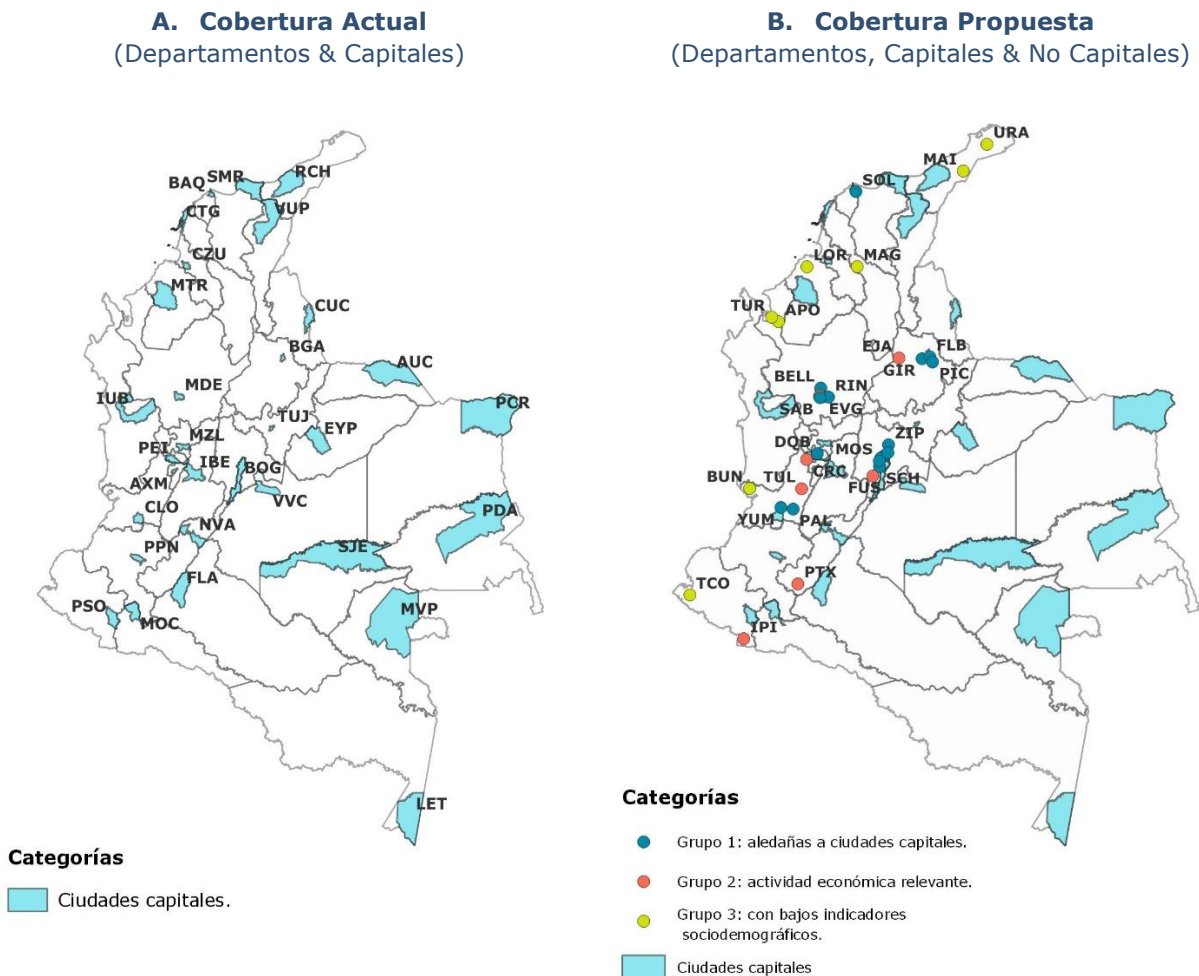 A. Cobertura Actual
(Departamentos & Capitales)
BAQ
SMR
RCH
CTG
VUP
CZU
MTR
CUC
BGA
AUC
MDE
IUB
PCR
TUJ
EYP
MZL
PEI
IBE
BOG
AXM
VVC
CLO
NVA
PDA
PPN
SJE
FLA
PSO
MOC
MVP
LET
Categorías
Ciudades capitales.
B. Cobertura Propuesta
(Departamentos, Capitales & No Capitales)
URA
MAI
SOL
LOR
MAG
TUR
APO
EJA
FLB
GIR
PIC
BELL
RIN
SAB
EVG
ZIP
DQB
MOS
BUN
TUL
CRC
FUS
SCH
YUM
PAL
PTX
TCO
IPI
Categorías
Grupo 1: aledañas a ciudades capitales.
Grupo 2: actividad económica relevante.
Grupo 3: con bajos indicadores
sociodemográficos.
Ciudades capitales